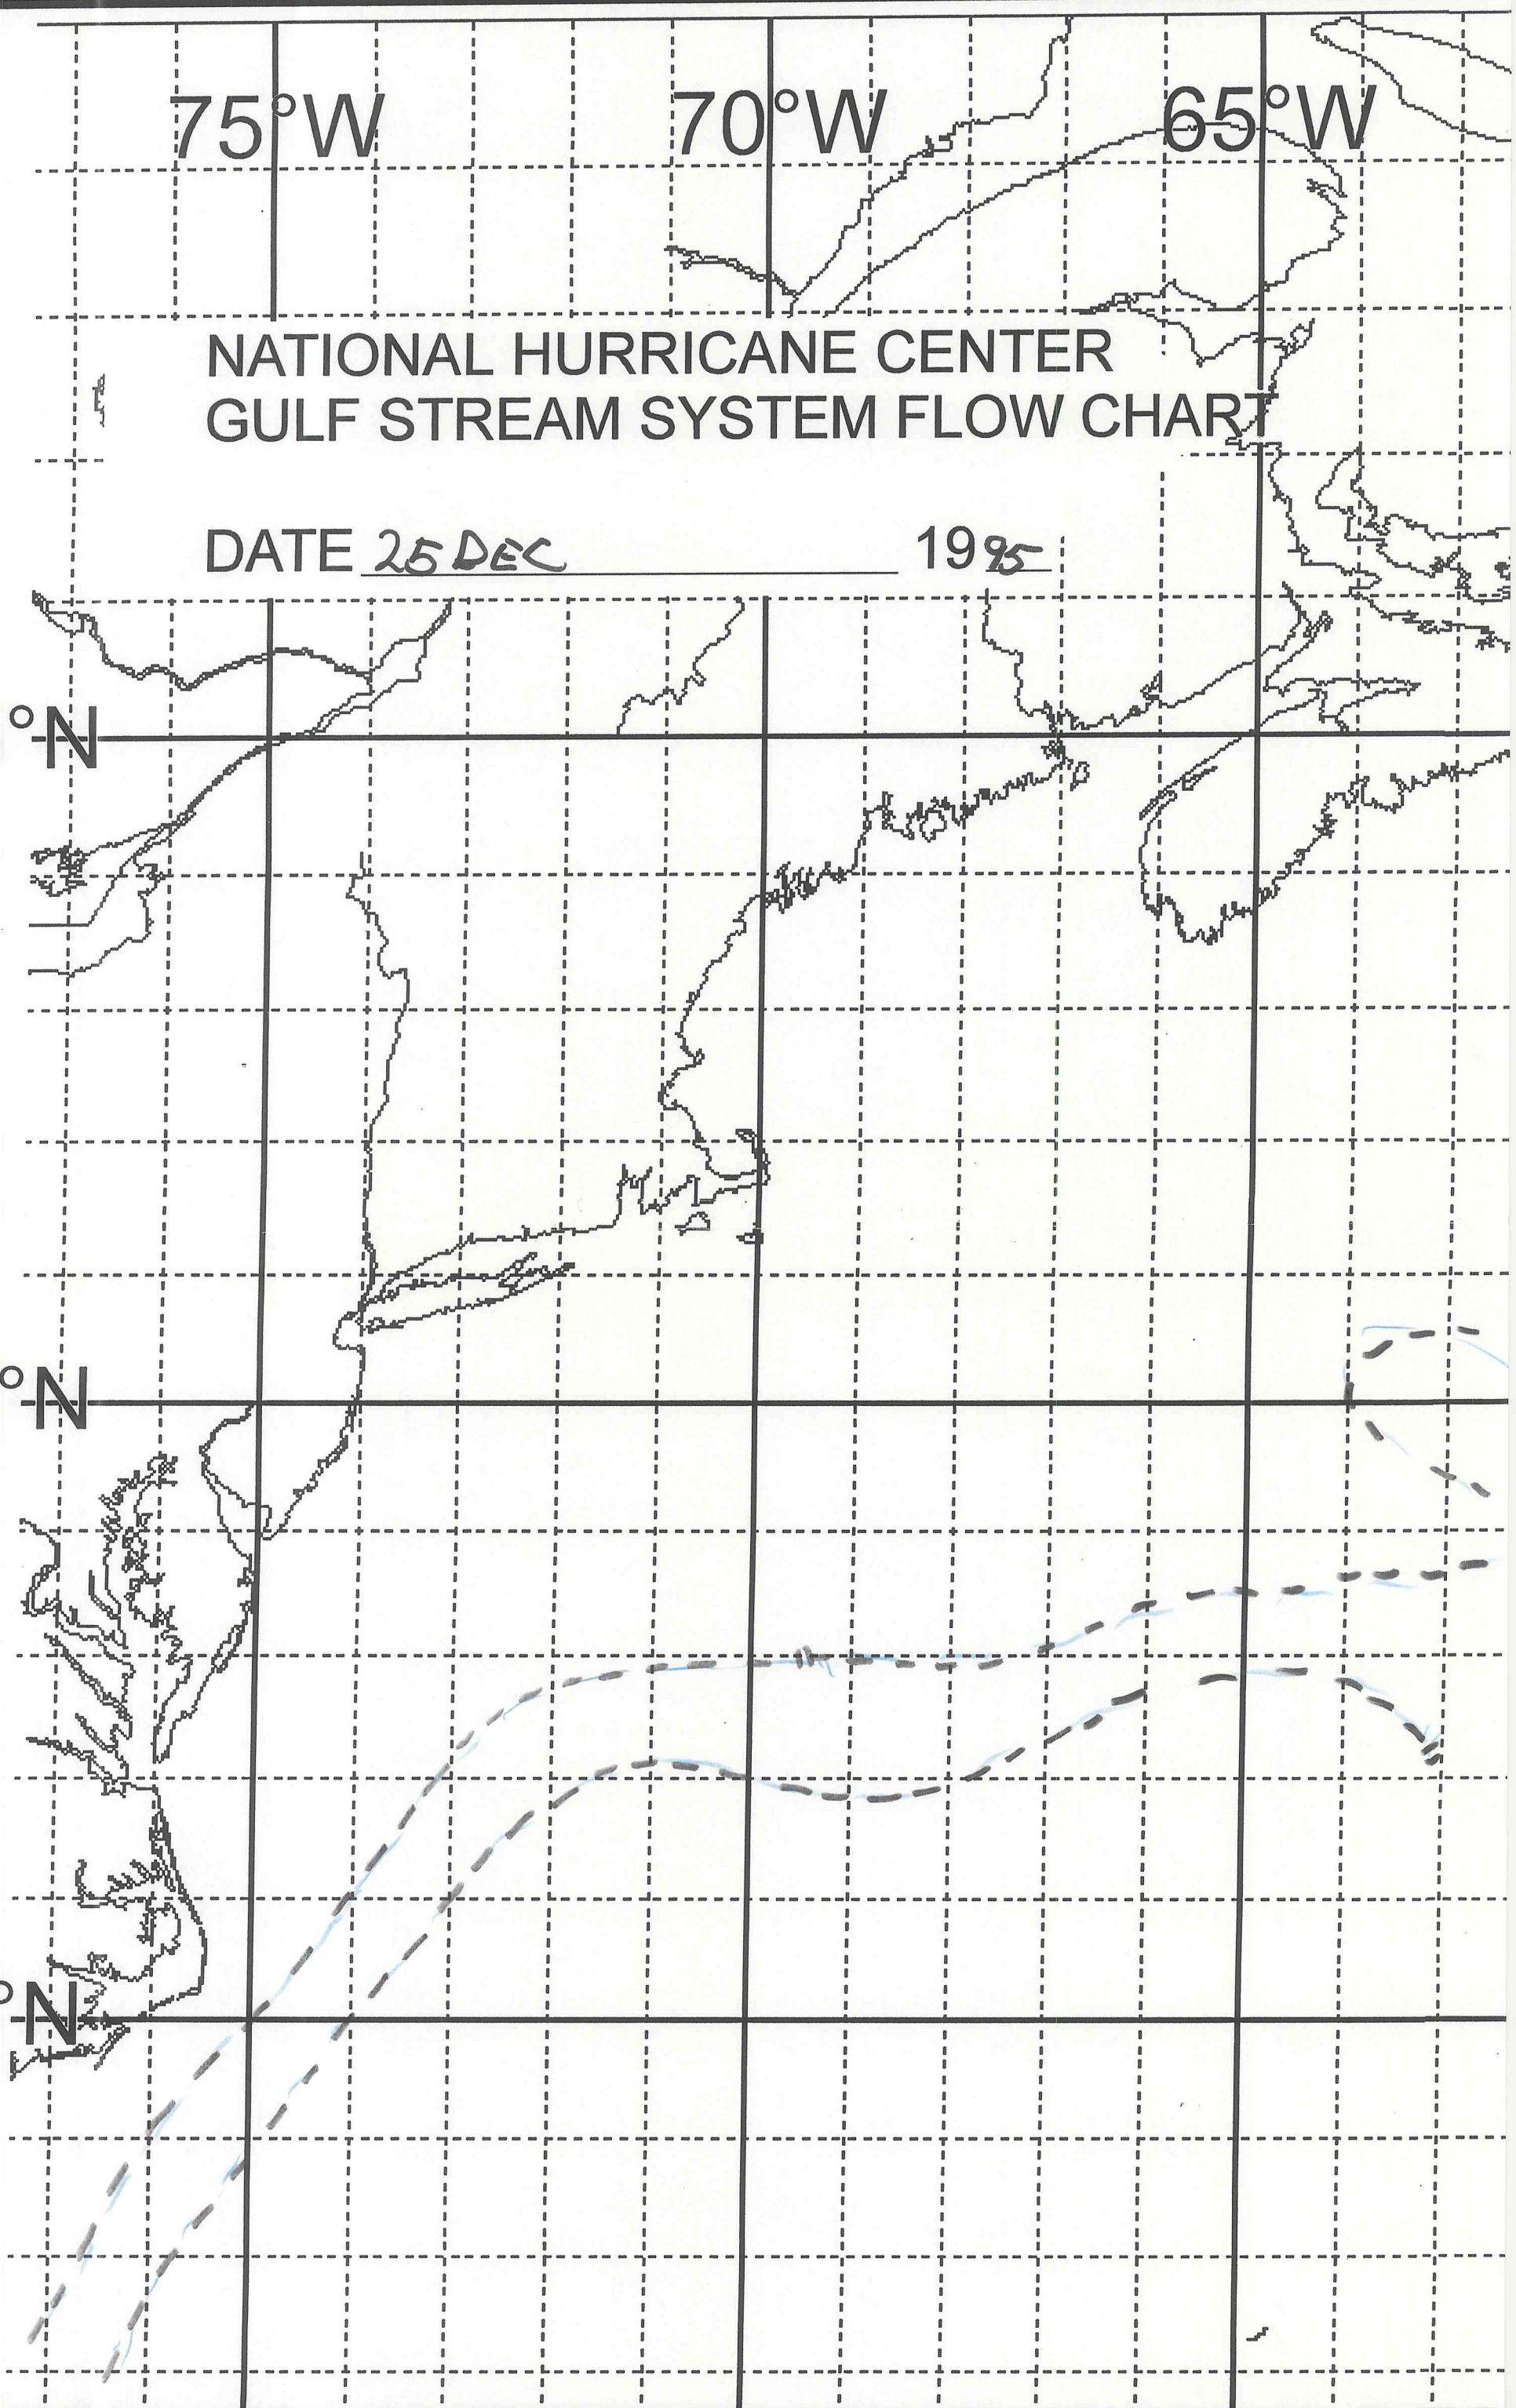 75°W 70°W 65°W
NATIONAL HURRICANE CENTER
GULF STREAM SYSTEM FLOW CHART
DATE 25 DEC 1995
°N
°N
°N